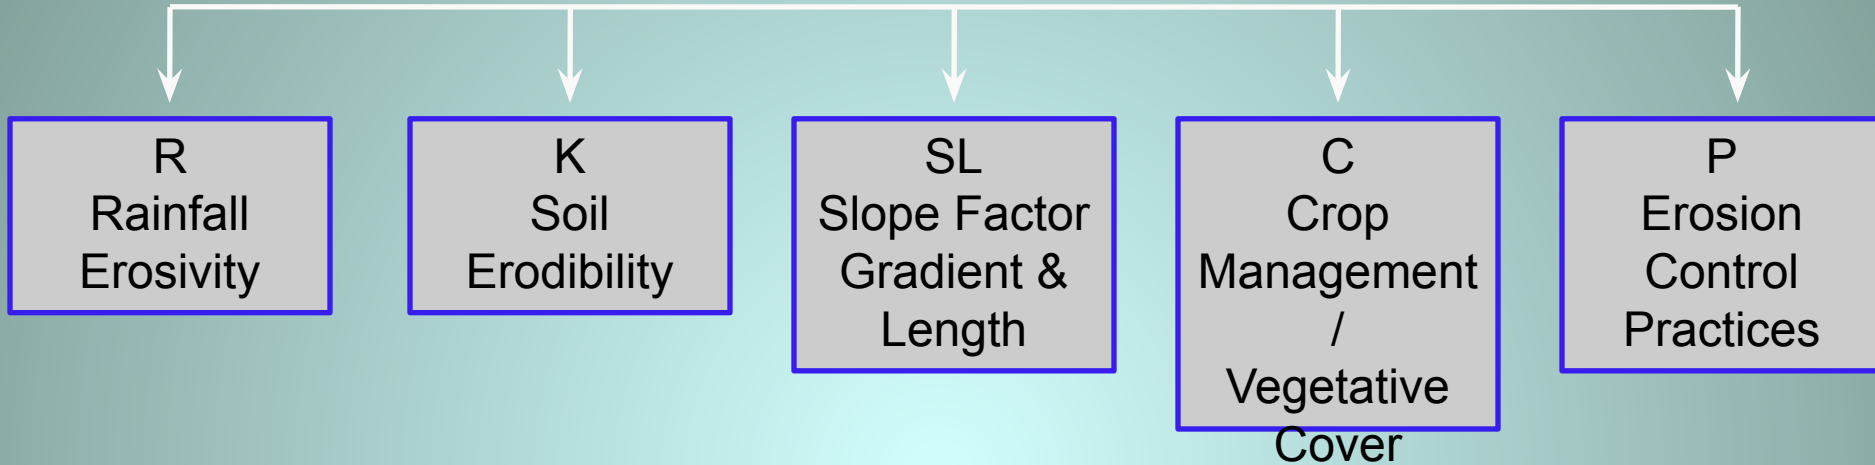 R
Rainfall
Erosivity
K
Soil
Erodibility
SL
Slope Factor
Gradient &
Length
C
Crop
Management
/
Vegetative
Cover
P
Erosion
Control
Practices